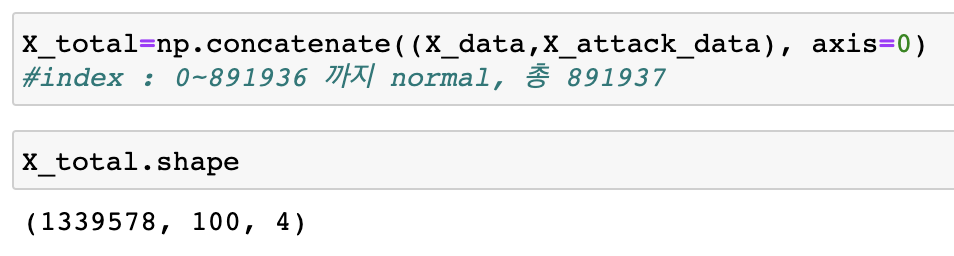 X_total=np.concatenate((X_data,X_attack_data), axis=0)
#index : 0~891936 까지 normal, 총 891937
X_total.shape
(1339578, 100, 4)